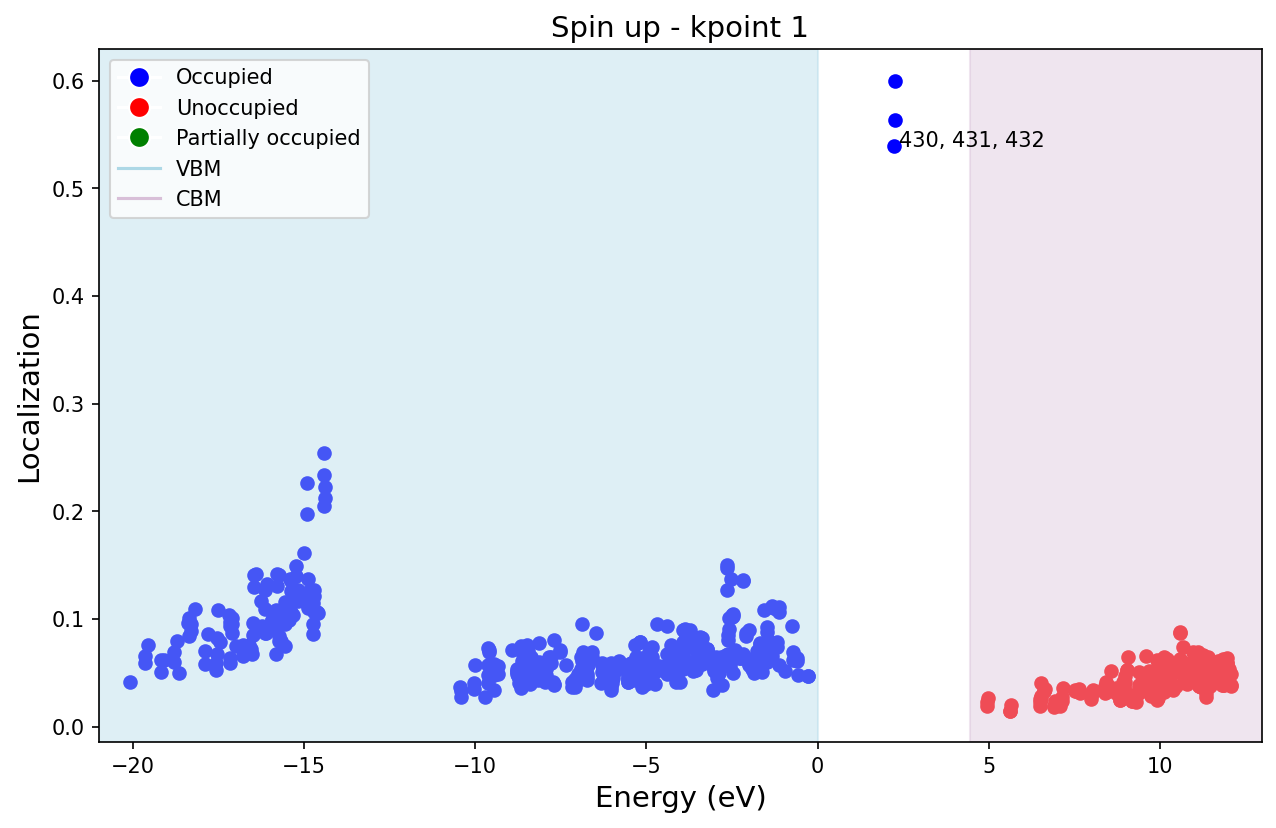 Spin up - kpoint 1
Occupied
Unoccupied
Partially occupied
VBM
CBM
430, 431, 432
0.6
0.5
0.4
0.3
0.2
0.1
0.0
Localization
−20
−15
−10
−5
0
5
10
Energy (eV)